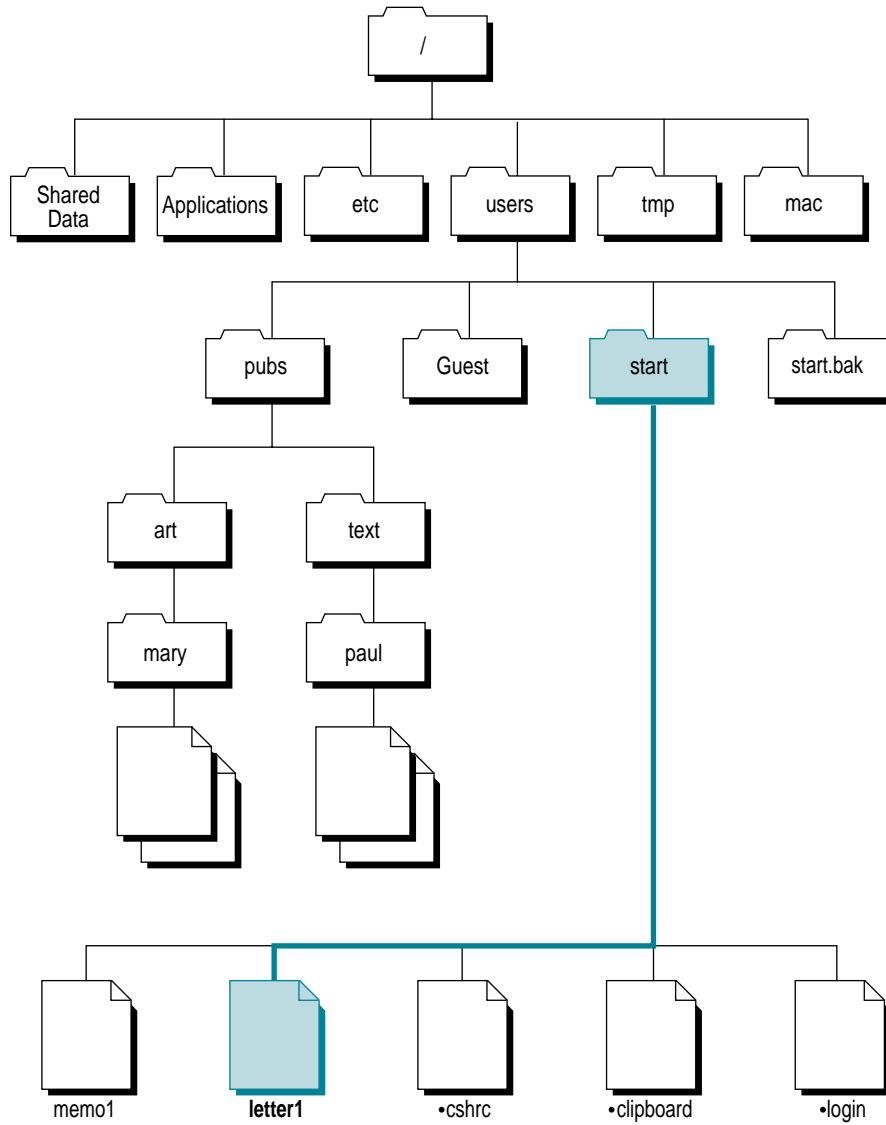 /
Shared
Data
Applications
etc
users
tmp
mac
pubs
Guest
start
start.bak
art
text
mary
paul
memo1
letter1
•cshrc
•clipboard
•login